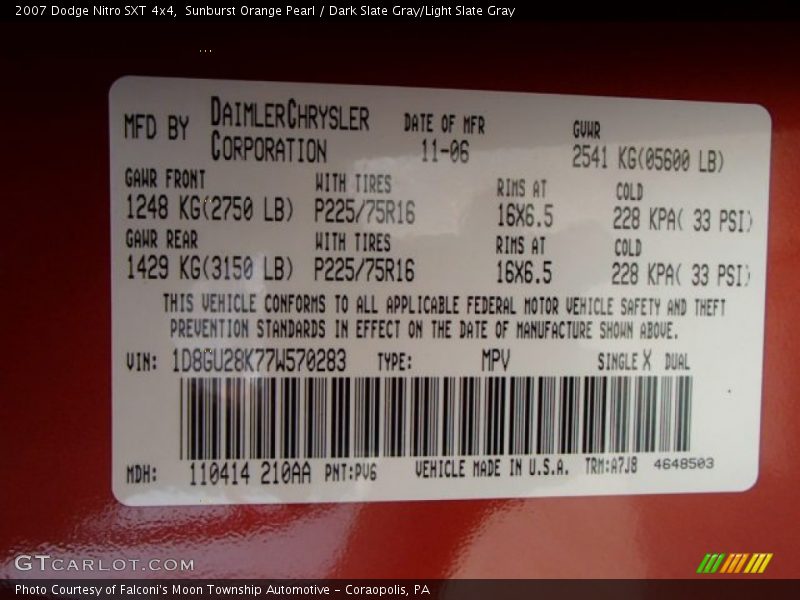 2007 Dodge Nitro SXT 4x4,  Sunburst Orange Pearl / Dark Slate Gray/Light Slate Gray
...
MFD BY DAIMLERCHRYSLER CORPORATION DATE OF MFR 11-06 GVWR 2541 KG(05600 LB)
GAWR FRONT WITH TIRES RIMS AT COLD
1248 KG(2750 LB) P225/75R16 16X6.5 228 KPA( 33 PSI)
GAWR REAR WITH TIRES RIMS AT COLD
1429 KG(3150 LB) P225/75R16 16X6.5 228 KPA( 33 PSI)
THIS VEHICLE CONFORMS TO ALL APPLICABLE FEDERAL MOTOR VEHICLE SAFETY AND THEFT
PREVENTION STANDARDS IN EFFECT ON THE DATE OF MANUFACTURE SHOWN ABOVE.
VIN: 1D8GU28K77W570283 TYPE: MPV SINGLE X DUAL
MDH: 110414 210AA PNT:PV6 VEHICLE MADE IN U.S.A. TRM:A7J8 4648503
GTCARLOT.COM
Photo Courtesy of Falconi's Moon Township Automotive - Coraopolis, PA